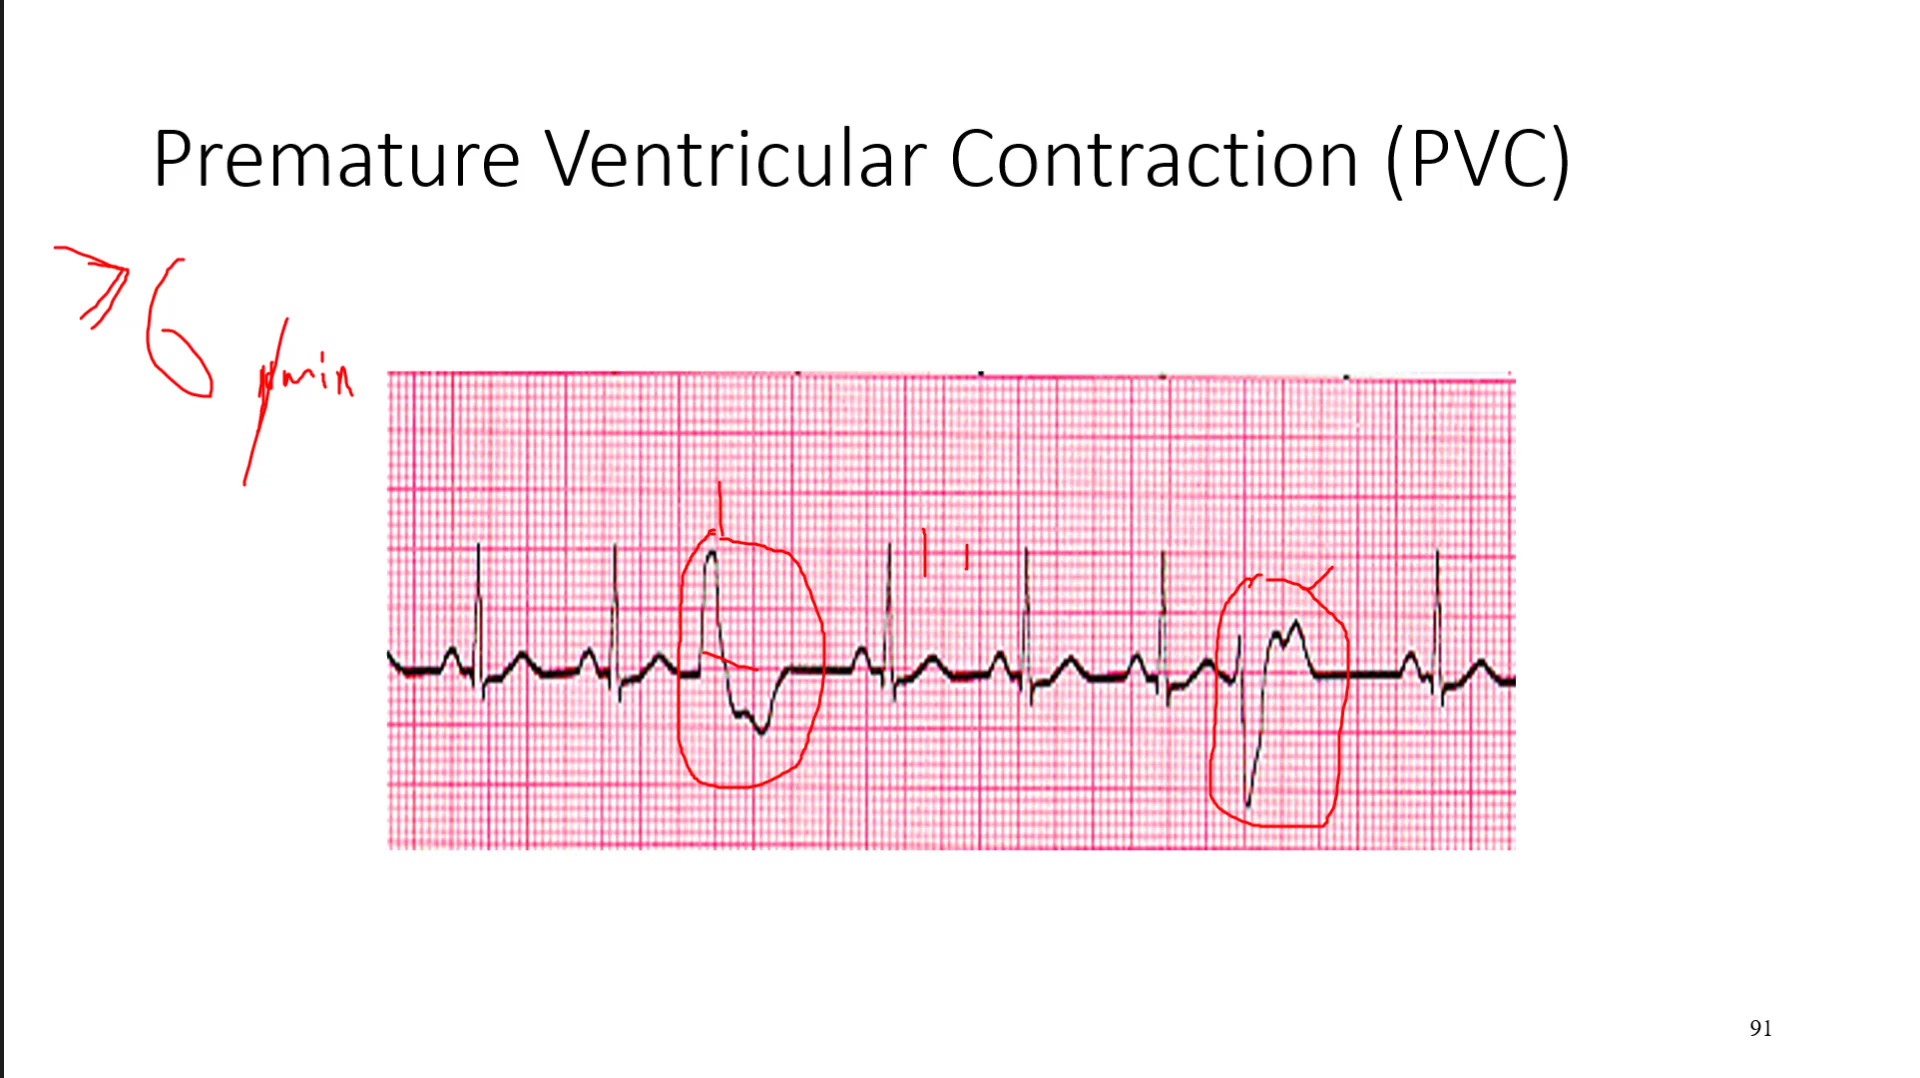 Premature Ventricular Contraction (PVC)
≥ 6 /min
91